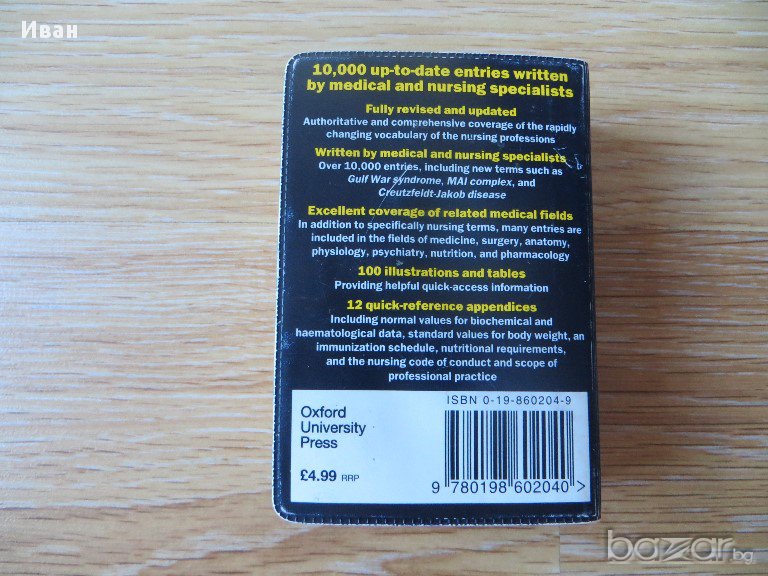 Иван
10,000 up-to-date entries written
by medical and nursing specialists
Fully revised and updated
Authoritative and comprehensive coverage of the rapidly
changing vocabulary of the nursing professions
Written by medical and nursing specialists
Over 10,000 entries, including new terms such as
Gulf War syndrome, MAI complex, and
Creutzfeldt-Jakob disease
Excellent coverage of related medical fields
In addition to specifically nursing terms, many entries are
included in the fields of medicine, surgery, anatomy,
physiology, psychiatry, nutrition, and pharmacology
100 illustrations and tables
Providing helpful quick-access information
12 quick-reference appendices
Including normal values for biochemical and
haematological data, standard values for body weight, an
immunization schedule, nutritional requirements,
and the nursing code of conduct and scope of
professional practice
Oxford
University
Press
£4.99 RRP
ISBN 0-19-860204-9
9 780198 602040 >
bazar.bg